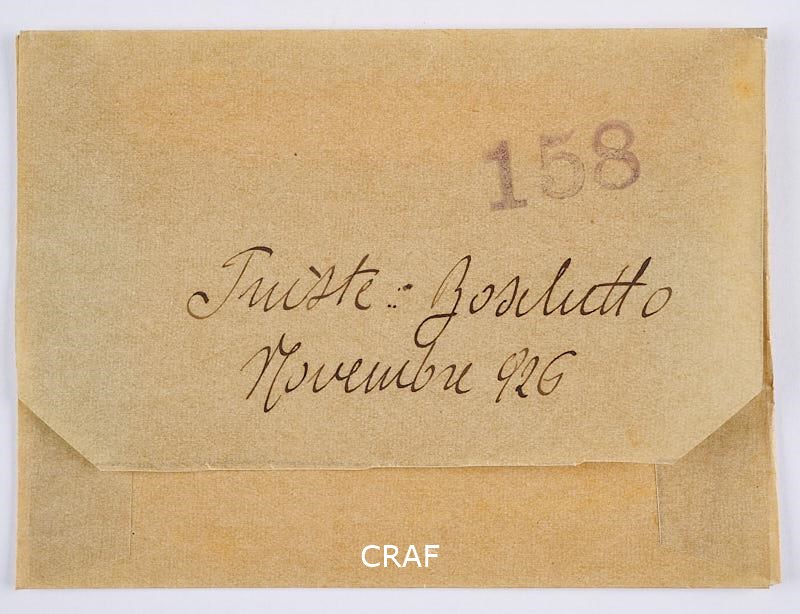 158
Trieste: Boschetto
Novembre 926
CRAF